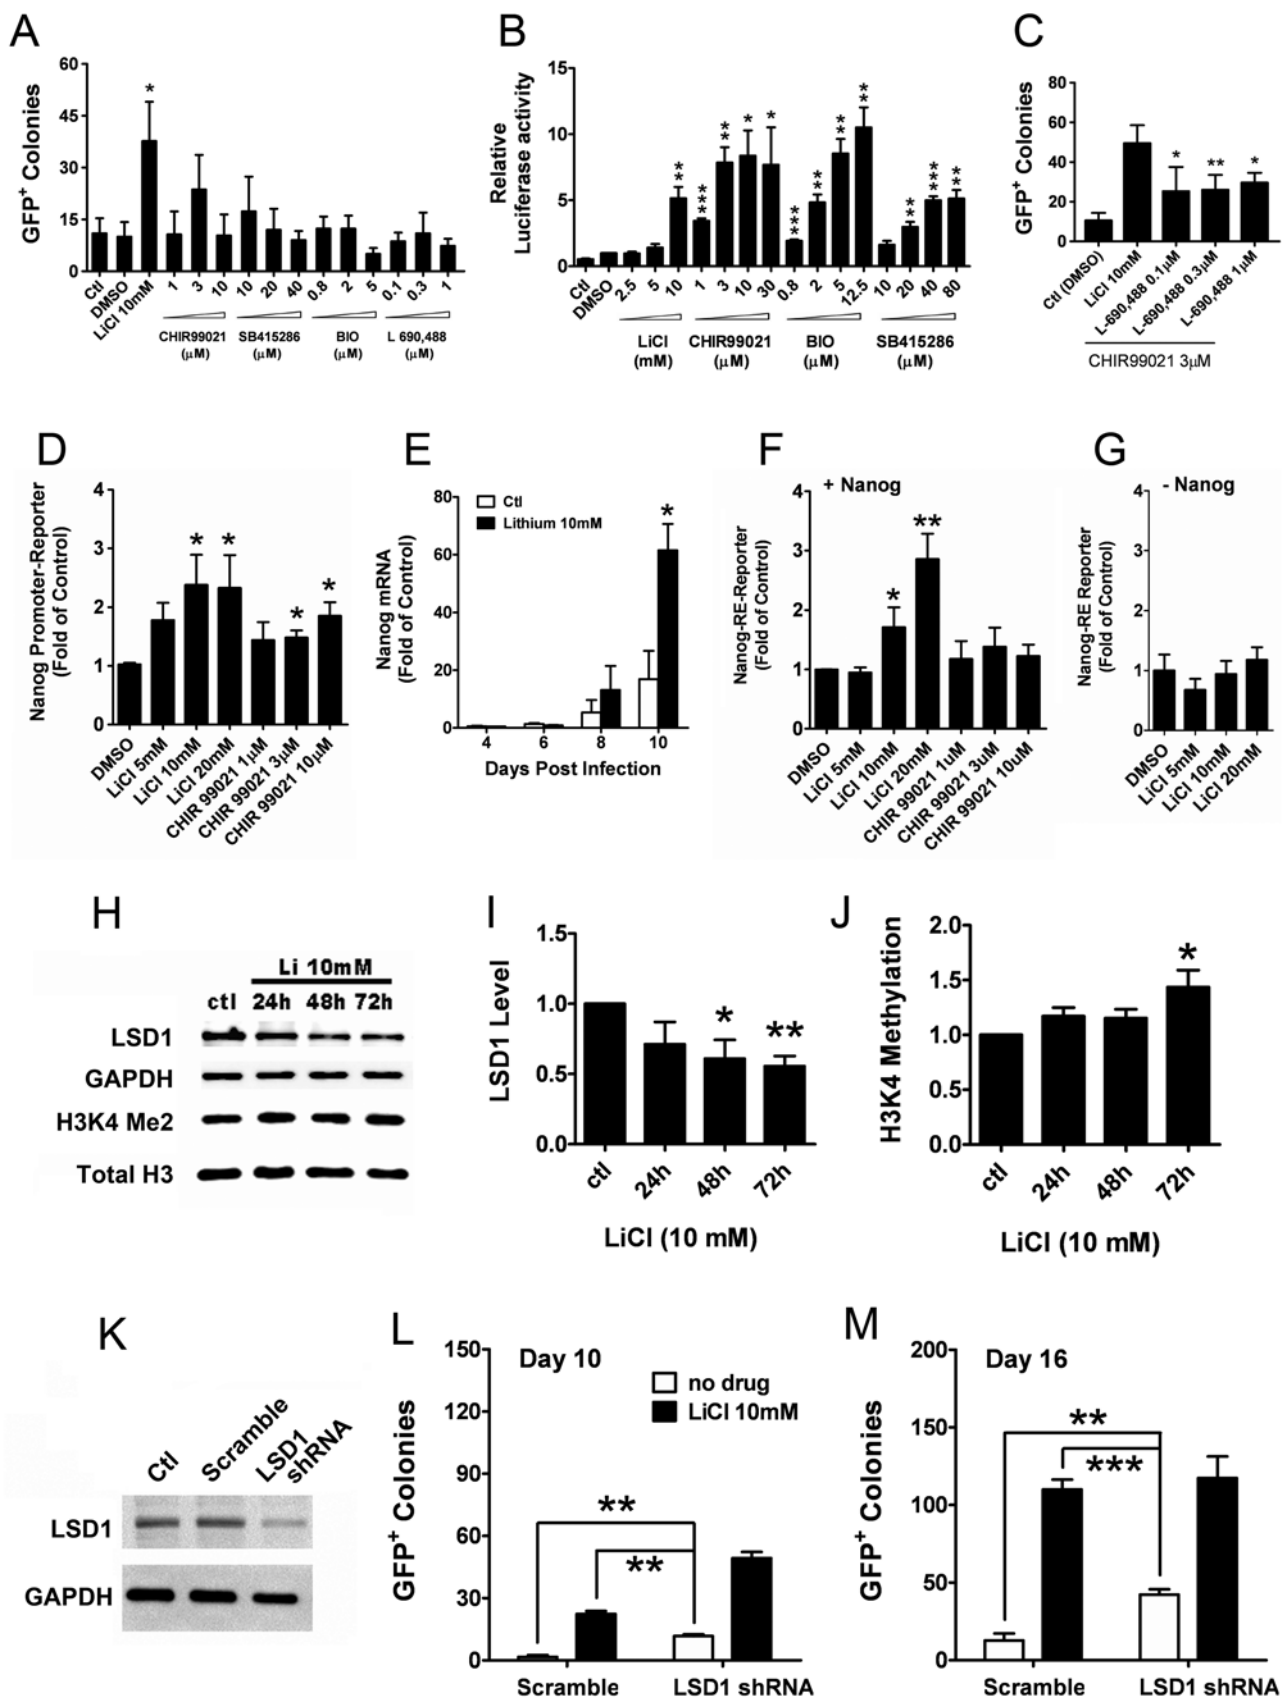 A
GFP+ Colonies
60
45
30
15
0
*
Ctl
DMSO
LiCl 10mM
1
3
10
10
20
40
0.8
2
5
0.1
0.3
1
CHIR99021
(μM)
SB415286
(μM)
BIO
(μM)
L 690,488
(μM)
B
Relative
Luciferase activity
15
10
5
0
**
***
**
*
*
***
**
**
**
**
***
**
Ctl
DMSO
2.5
5
10
1
3
10
30
0.8
2
5
12.5
10
20
40
80
LiCl
(mM)
CHIR99021
(μM)
BIO
(μM)
SB415286
(μM)
C
GFP+ Colonies
80
60
40
20
0
*
**
*
Ctl (DMSO)
LiCl 10mM
L-690,488 0.1μM
L-690,488 0.3μM
L-690,488 1μM
CHIR99021 3μM
D
Nanog Promoter-Reporter
(Fold of Control)
4
3
2
1
0
*
*
*
*
DMSO
LiCl 5mM
LiCl 10mM
LiCl 20mM
CHIR 99021 1μM
CHIR 99021 3μM
CHIR 99021 10μM
E
Nanog mRNA
(Fold of Control)
80
60
40
20
0
Ctl
Lithium 10mM
*
4
6
8
10
Days Post Infection
F
+ Nanog
Nanog-RE-Reporter
(Fold of Control)
4
3
2
1
0
*
**
DMSO
LiCl 5mM
LiCl 10mM
LiCl 20mM
CHIR 99021 1uM
CHIR 99021 3uM
CHIR 99021 10uM
G
- Nanog
Nanog-RE Reporter
(Fold of Control)
4
3
2
1
0
DMSO
LiCl 5mM
LiCl 10mM
LiCl 20mM
H
Li 10mM
ctl 24h 48h 72h
LSD1
GAPDH
H3K4 Me2
Total H3
I
LSD1 Level
1.5
1.0
0.5
0.0
*
**
ctl
24h
48h
72h
LiCl (10 mM)
J
H3K4 Methylation
2.0
1.5
1.0
0.5
0.0
*
ctl
24h
48h
72h
LiCl (10 mM)
K
Ctl
Scramble
LSD1
shRNA
LSD1
GAPDH
L
Day 10
GFP+ Colonies
150
120
90
60
30
0
no drug
LiCl 10mM
**
**
Scramble
LSD1 shRNA
M
Day 16
GFP+ Colonies
200
150
100
50
0
**
***
Scramble
LSD1 shRNA